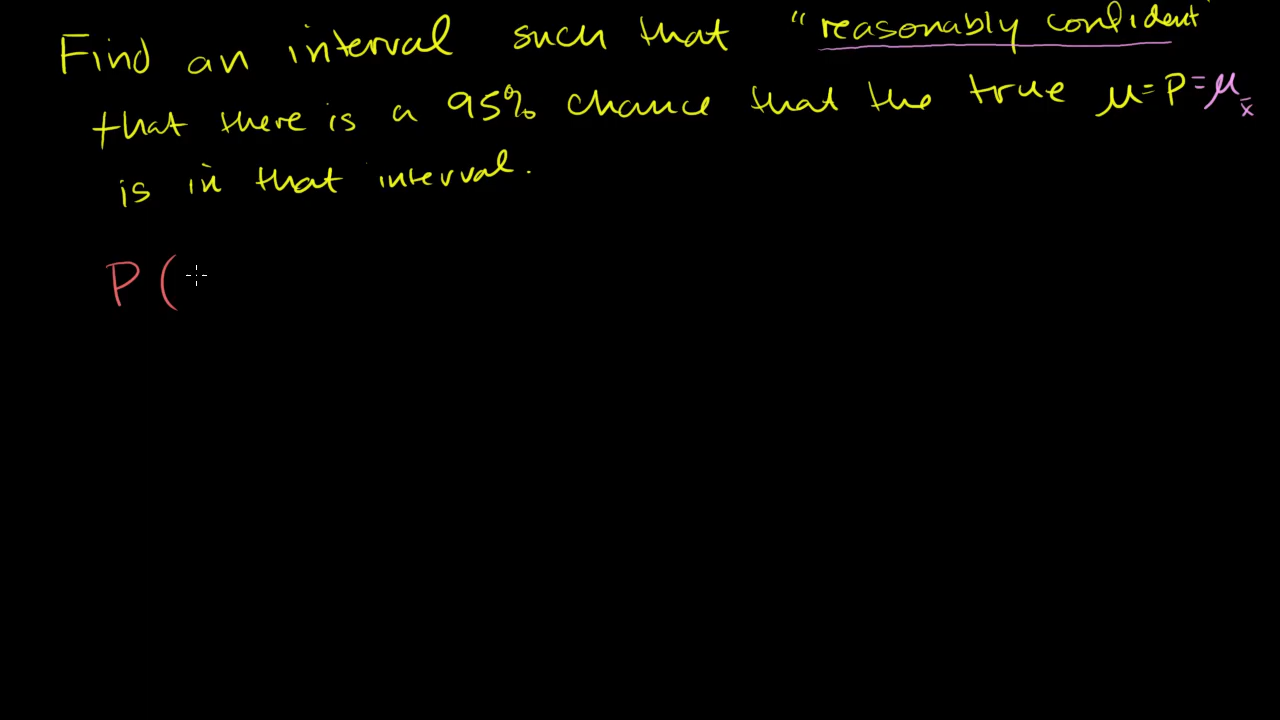 Find an interval such that "reasonably confident"
that there is a 95% chance that the true μ=P=μx̄
is in that interval.
P(